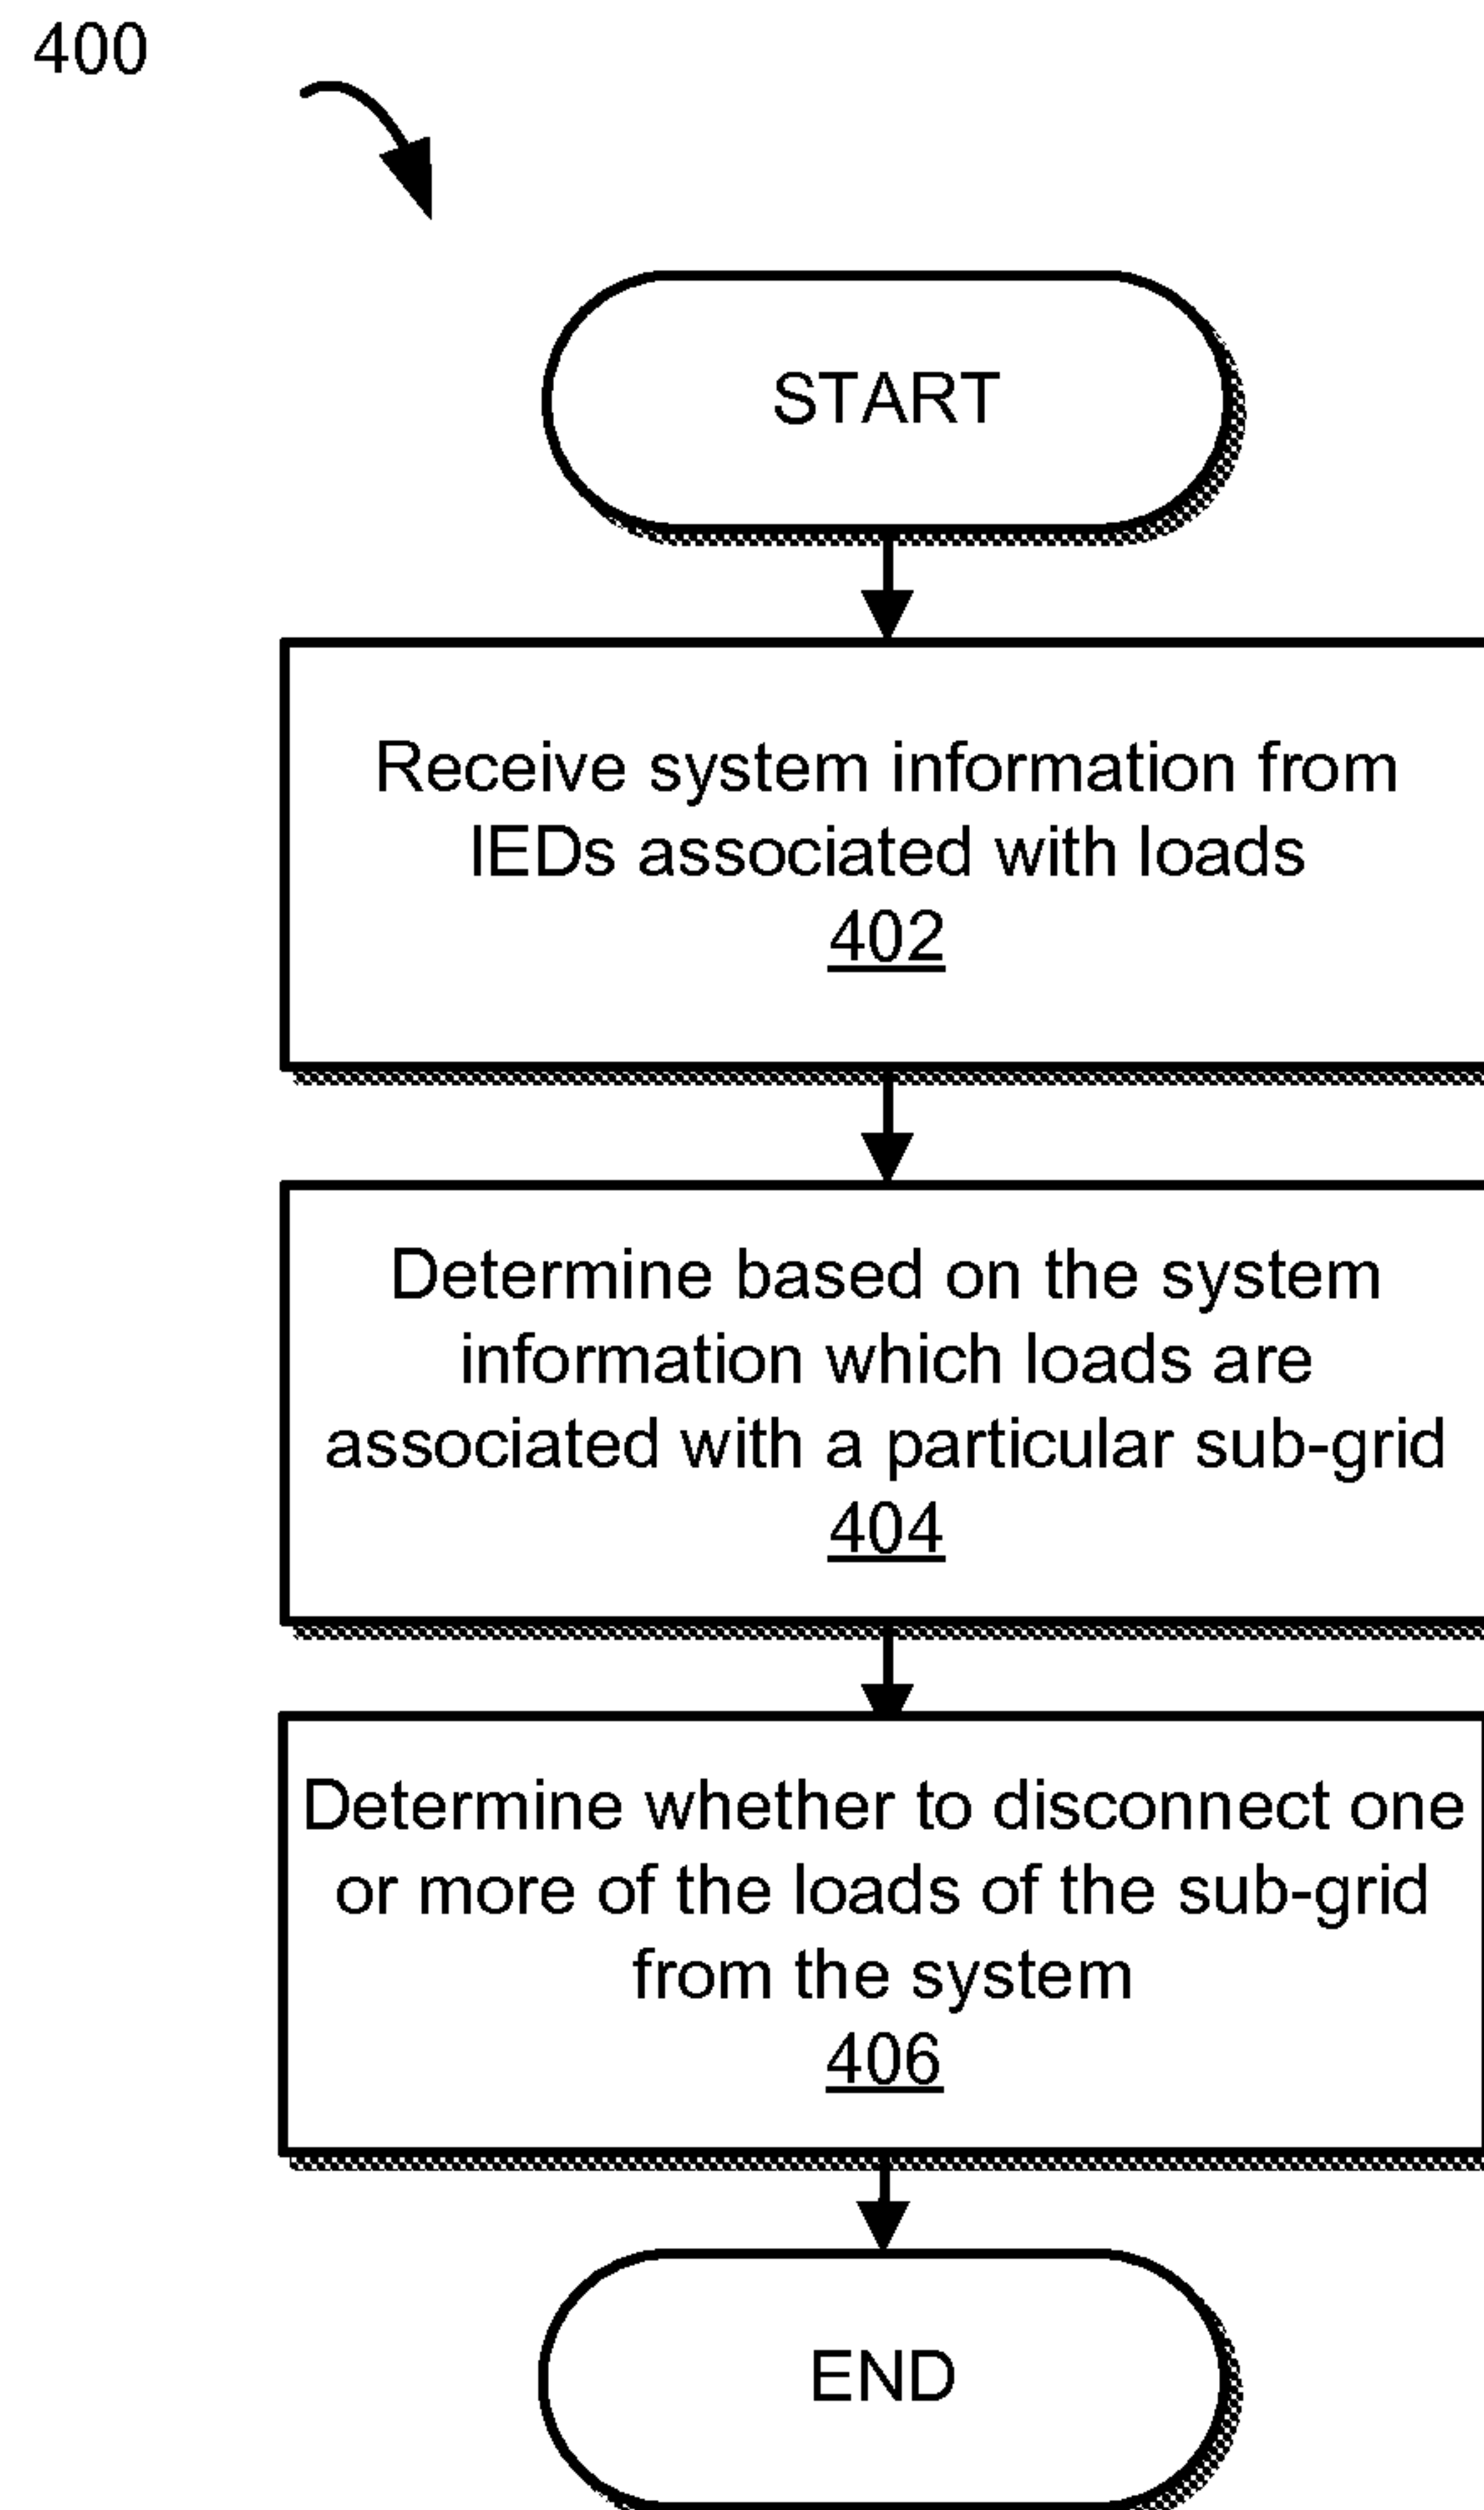 400
START
Receive system information from
IEDs associated with loads
402
Determine based on the system
information which loads are
associated with a particular sub-grid
404
Determine whether to disconnect one
or more of the loads of the sub-grid
from the system
406
END